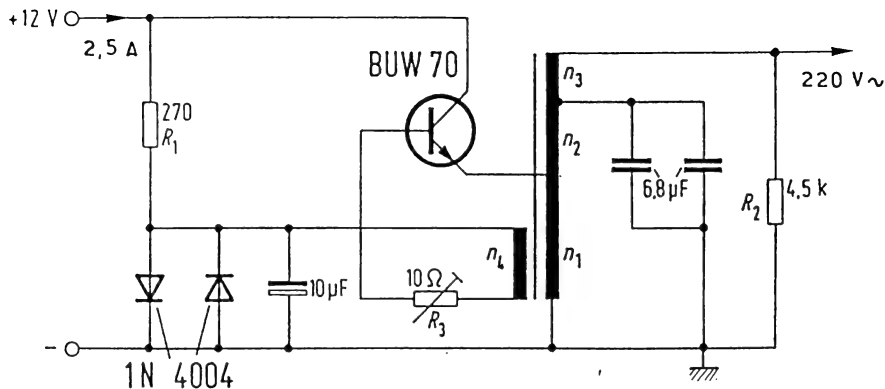 +12 V
2,5 A
BUW 70
220 V~
270
R₁
n₃
n₂
6,8 µF
R₂
4,5 k
n₄
n₁
10 µF
10 Ω
R₃
−
1N 4004